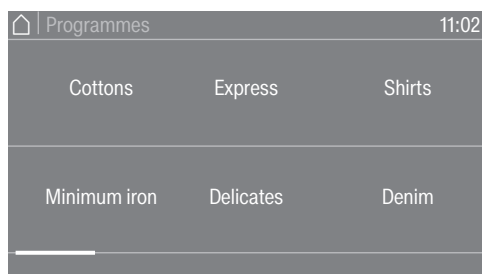 Programmes 11:02
Cottons Express Shirts
Minimum iron Delicates Denim